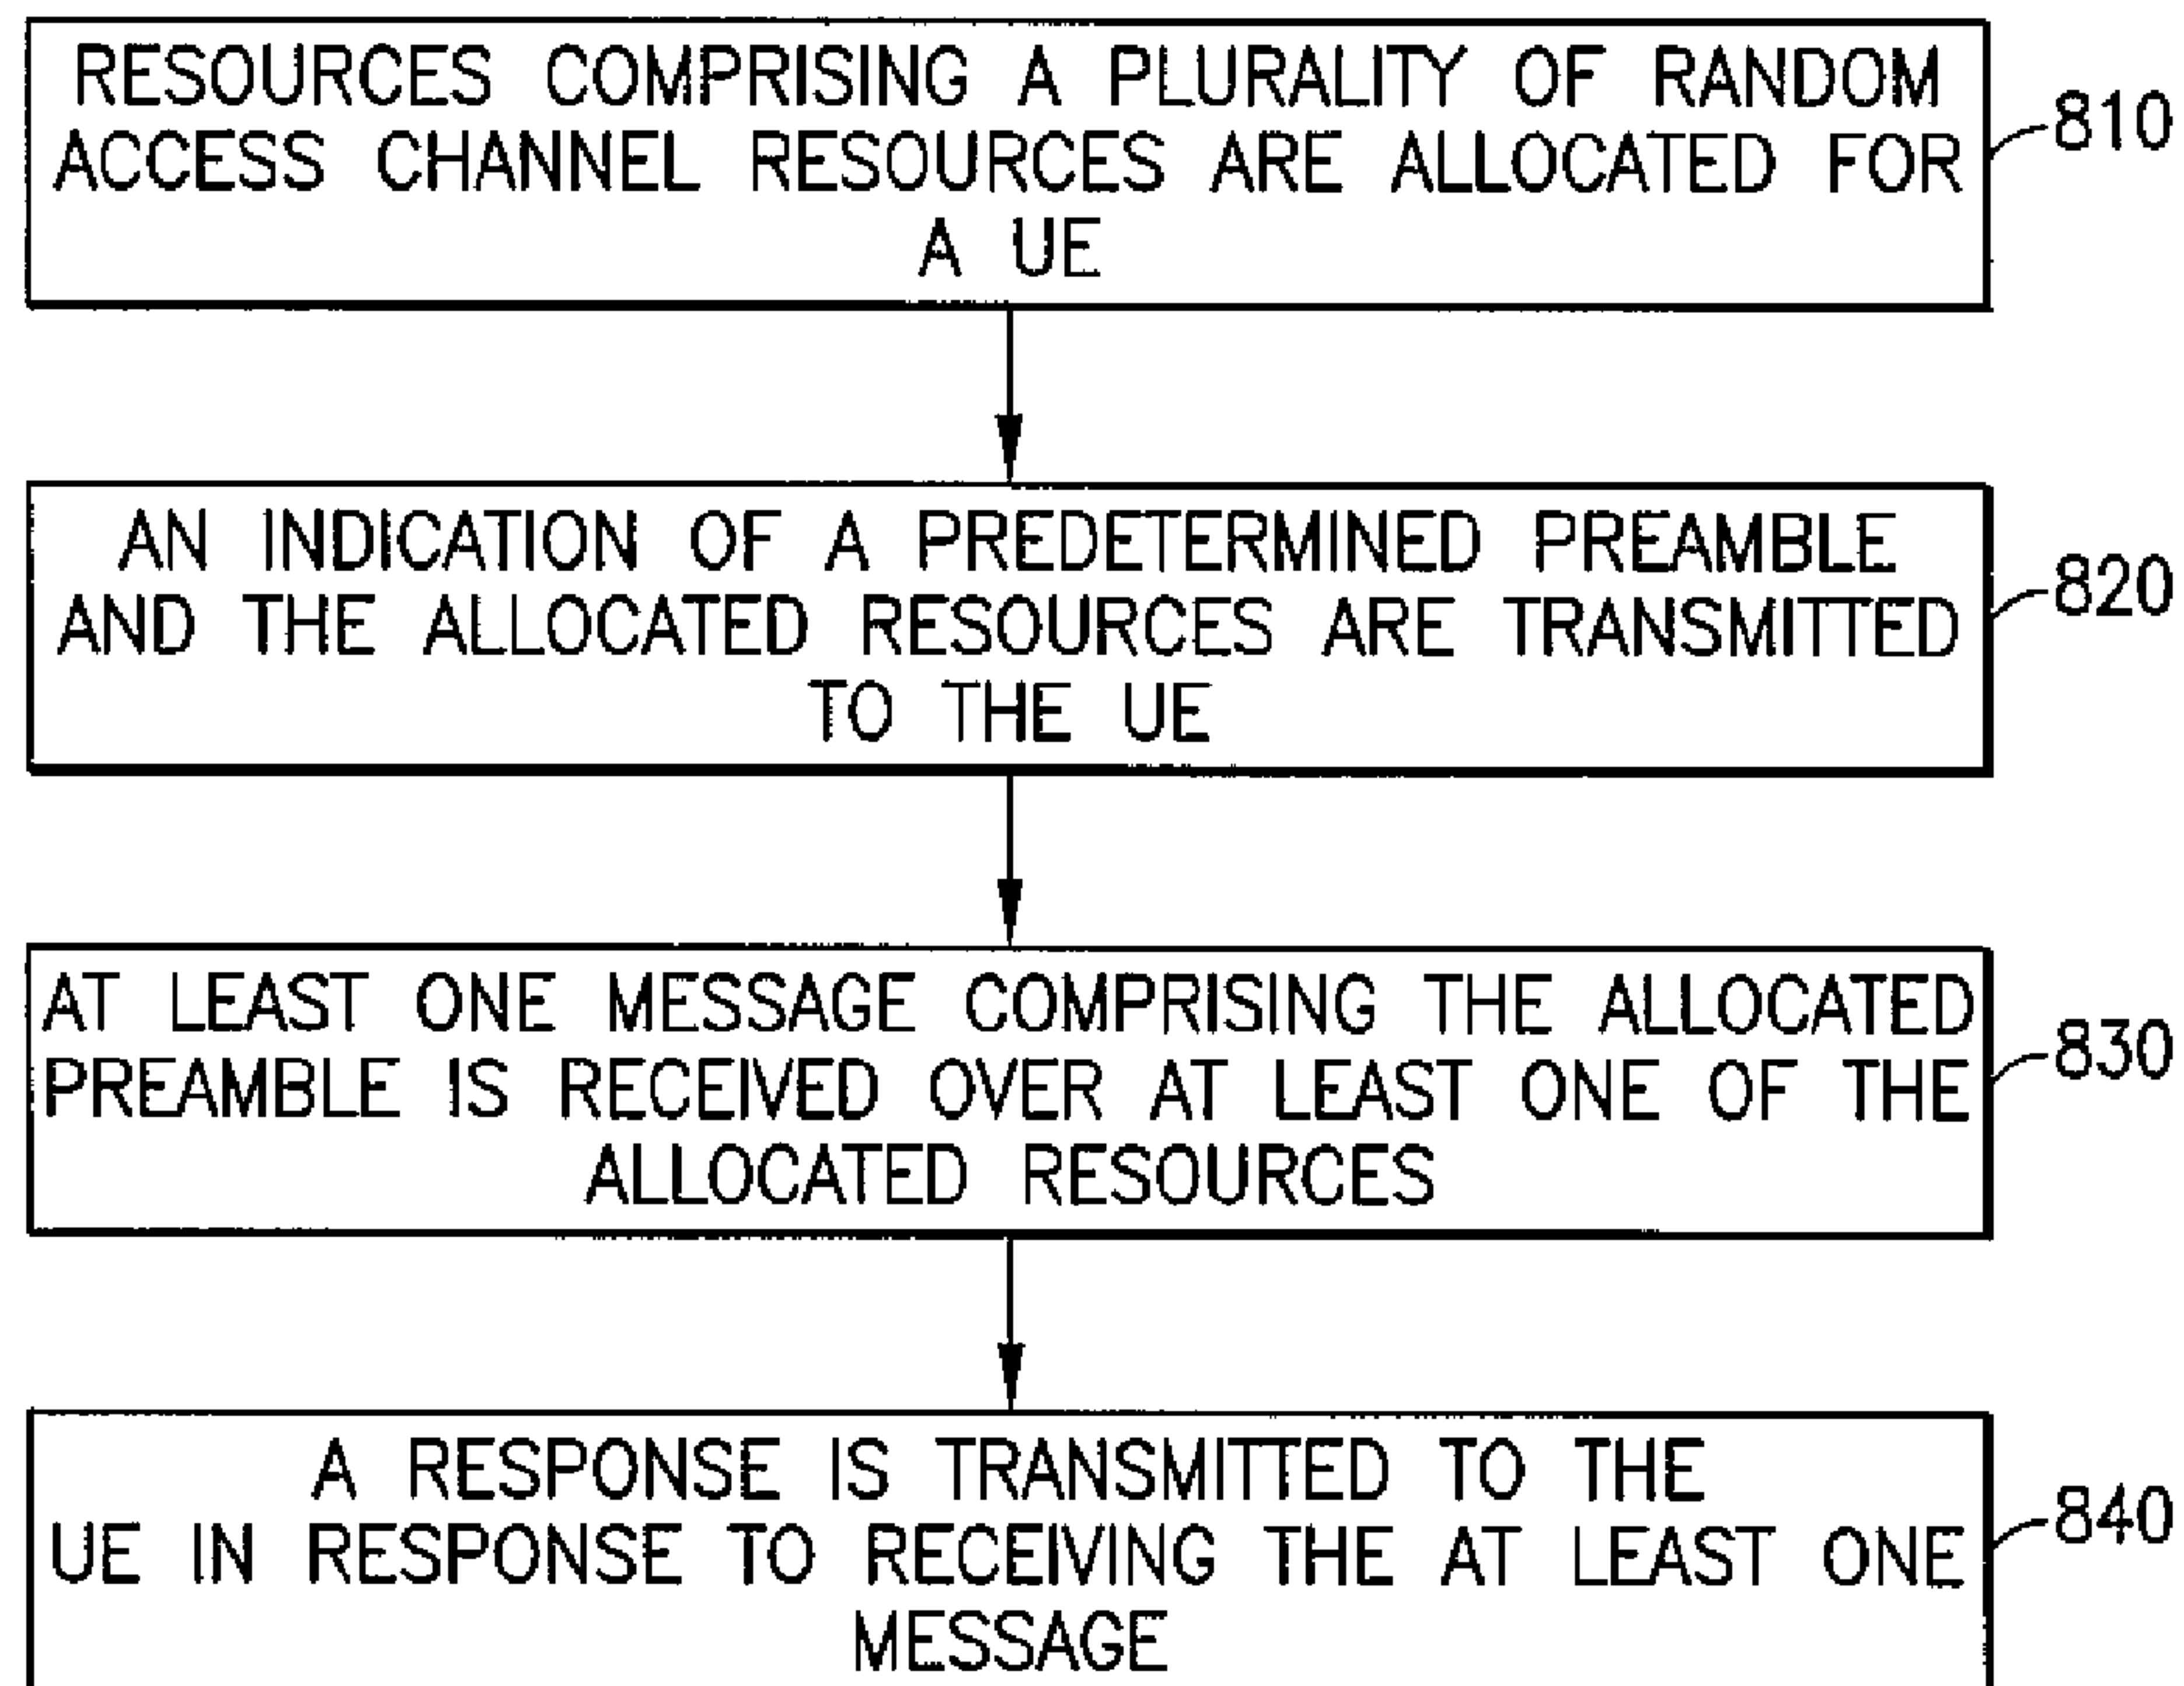 RESOURCES COMPRISING A PLURALITY OF RANDOM
ACCESS CHANNEL RESOURCES ARE ALLOCATED FOR
A UE
810
AN INDICATION OF A PREDETERMINED PREAMBLE
AND THE ALLOCATED RESOURCES ARE TRANSMITTED
TO THE UE
820
AT LEAST ONE MESSAGE COMPRISING THE ALLOCATED
PREAMBLE IS RECEIVED OVER AT LEAST ONE OF THE
ALLOCATED RESOURCES
830
A RESPONSE IS TRANSMITTED TO THE
UE IN RESPONSE TO RECEIVING THE AT LEAST ONE
MESSAGE
840